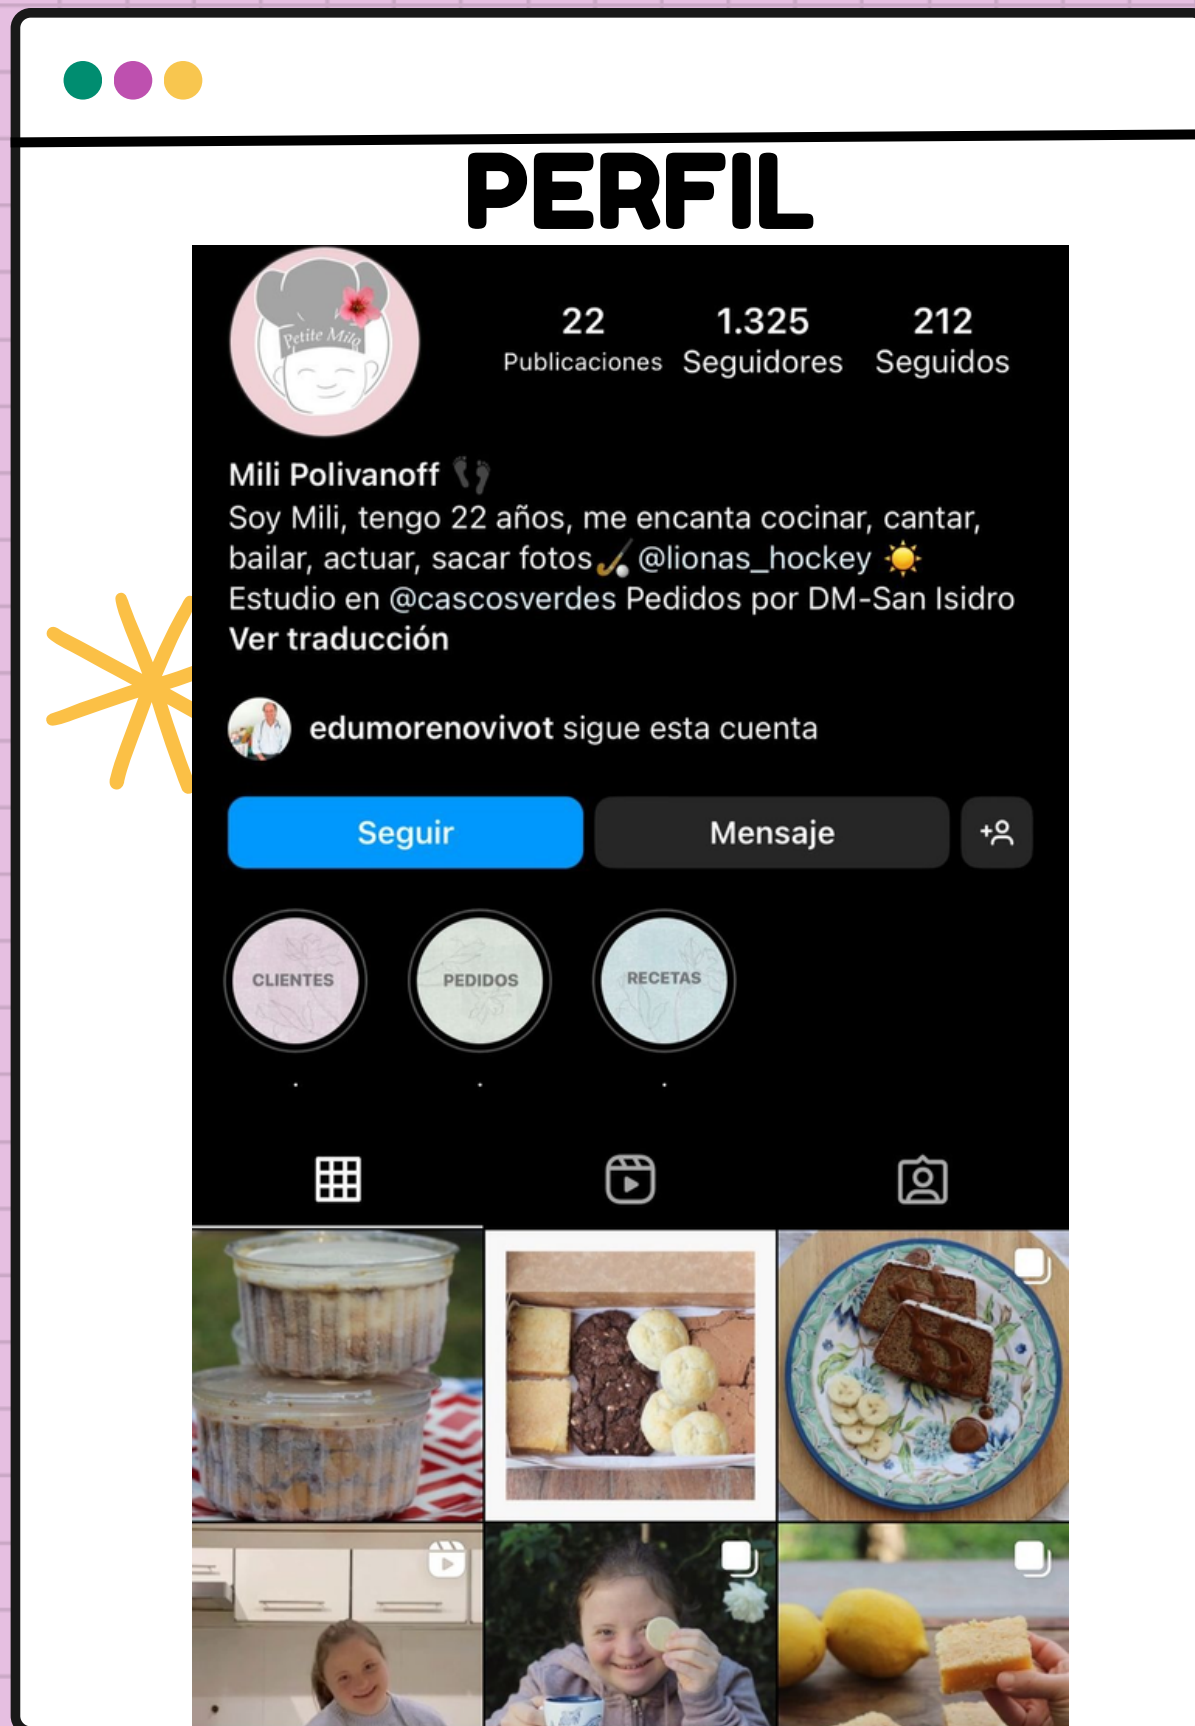 PERFIL
Petite Mila
22
1.325
212
Publicaciones
Seguidores
Seguidos
Mili Polivanoff
Soy Mili, tengo 22 años, me encanta cocinar, cantar,
bailar, actuar, sacar fotos @lionas_hockey
Estudio en @cascosverdes Pedidos por DM-San Isidro
Ver traducción
edumorenovivot sigue esta cuenta
Seguir
Mensaje
CLIENTES
PEDIDOS
RECETAS
.
.
.